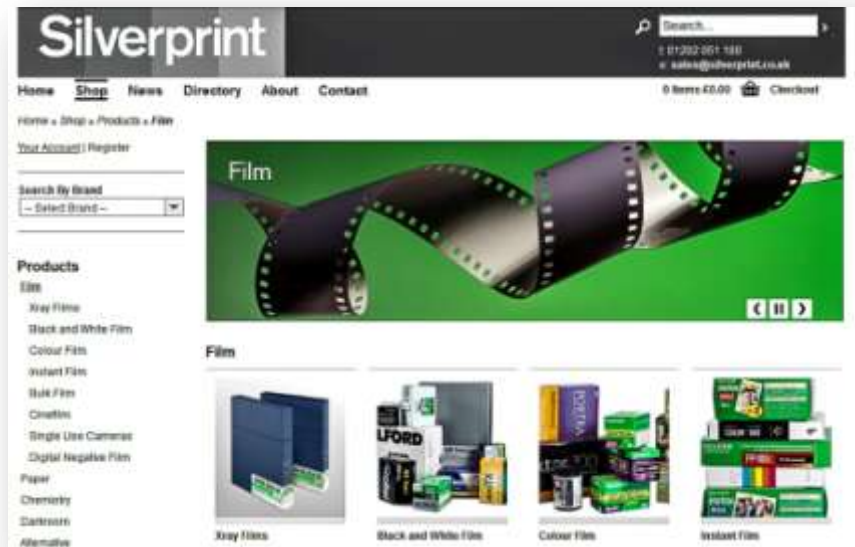 Silverprint
Search...
sales@silverprint.co.uk
Home Shop News Directory About Contact
0 items £0.00 Checkout
Home » Shop » Products » Film
Your Account | Register
Search By Brand
-- Select Brand --
Film
Products
Film
Xray Films
Black and White Film
Colour Film
Instant Film
Bulk Film
Cinefilm
Single Use Cameras
Digital Negative Film
Paper
Chemistry
Darkroom
Alternative
Film
LFORD
PORTRA
Xray Films
Black and White Film
Colour Film
Instant Film